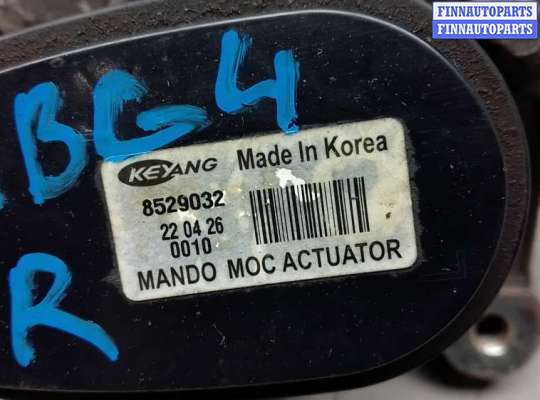 FINNAUTOPARTS
FINNAUTOPARTS
BG4
R
KEYANG Made In Korea
8529032
22 04 26
0010
MANDO MOC ACTUATOR